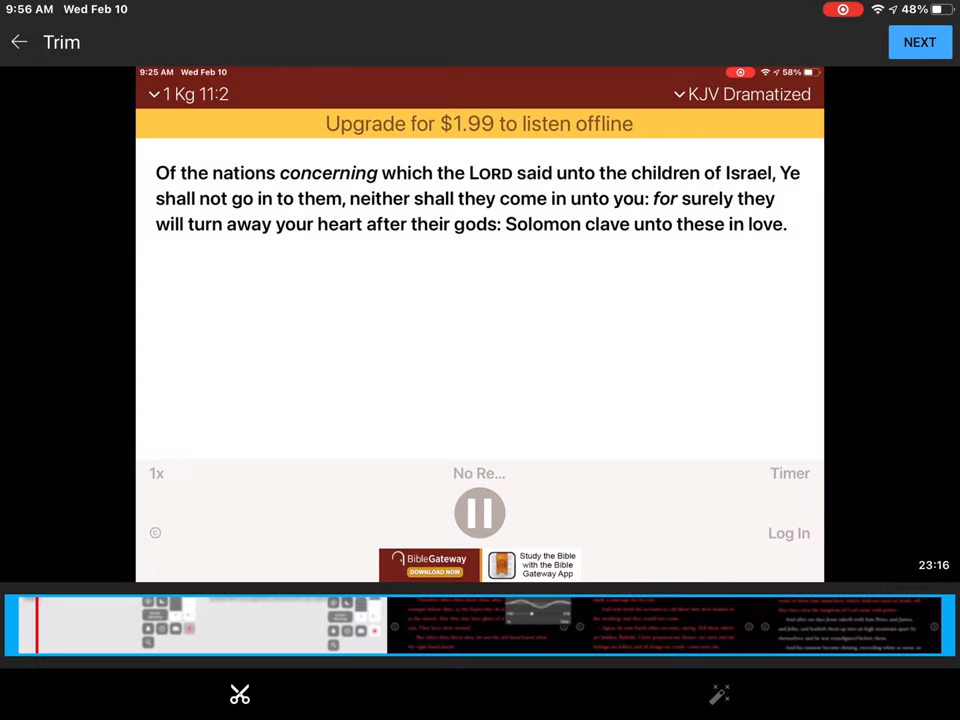 9:56 AM Wed Feb 10
48%
Trim
NEXT
9:25 AM Wed Feb 10
58%
1 Kg 11:2
KJV Dramatized
Upgrade for $1.99 to listen offline
Of the nations concerning which the LORD said unto the children of Israel, Ye
shall not go in to them, neither shall they come in unto you: for surely they
will turn away your heart after their gods: Solomon clave unto these in love.
1x
No Re...
Timer
©
Log In
BibleGateway
DOWNLOAD NOW
Study the Bible
with the Bible
Gateway App
23:16